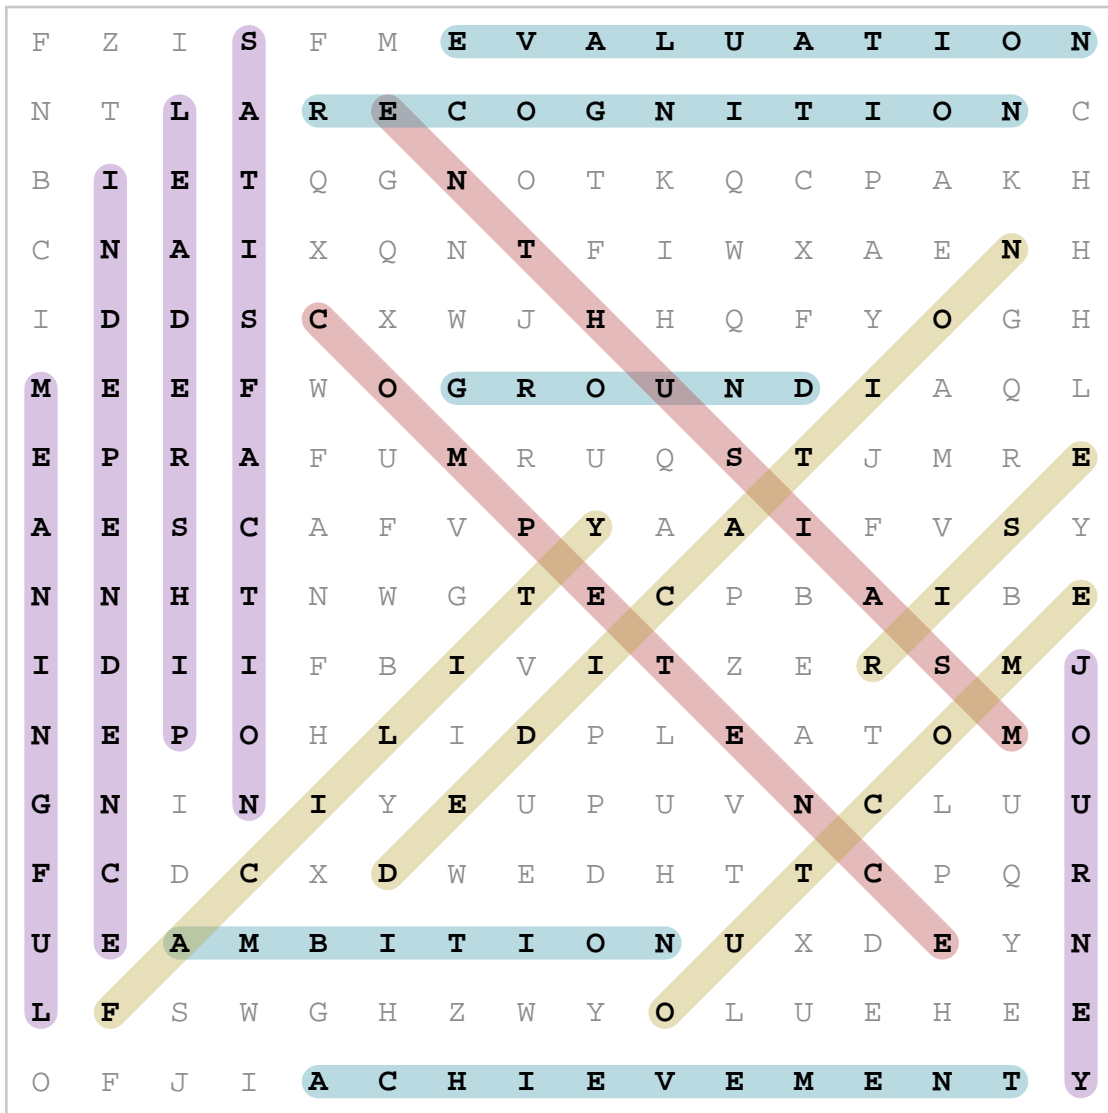 F Z I S F M E V A L U A T I O N
N T L A R E C O G N I T I O N C
B I E T Q G N O T K Q C P A K H
C N A I X Q N T F I W X A E N H
I D D S C X W J H H Q F Y O G H
M E E F W O G R O U N D I A Q L
E P R A F U M R U Q S T J M R E
A E S C A F V P Y A A I F V S Y
N N H T N W G T E C P B A I B E
I D I I F B I V I T Z E R S M J
N E P O H L I D P L E A T O M O
G N I N I Y E U P U V N C L U U
F C D C X D W E D H T T C P Q R
U E A M B I T I O N U X D E Y N
L F S W G H Z W Y O L U E H E E
O F J I A C H I E V E M E N T Y